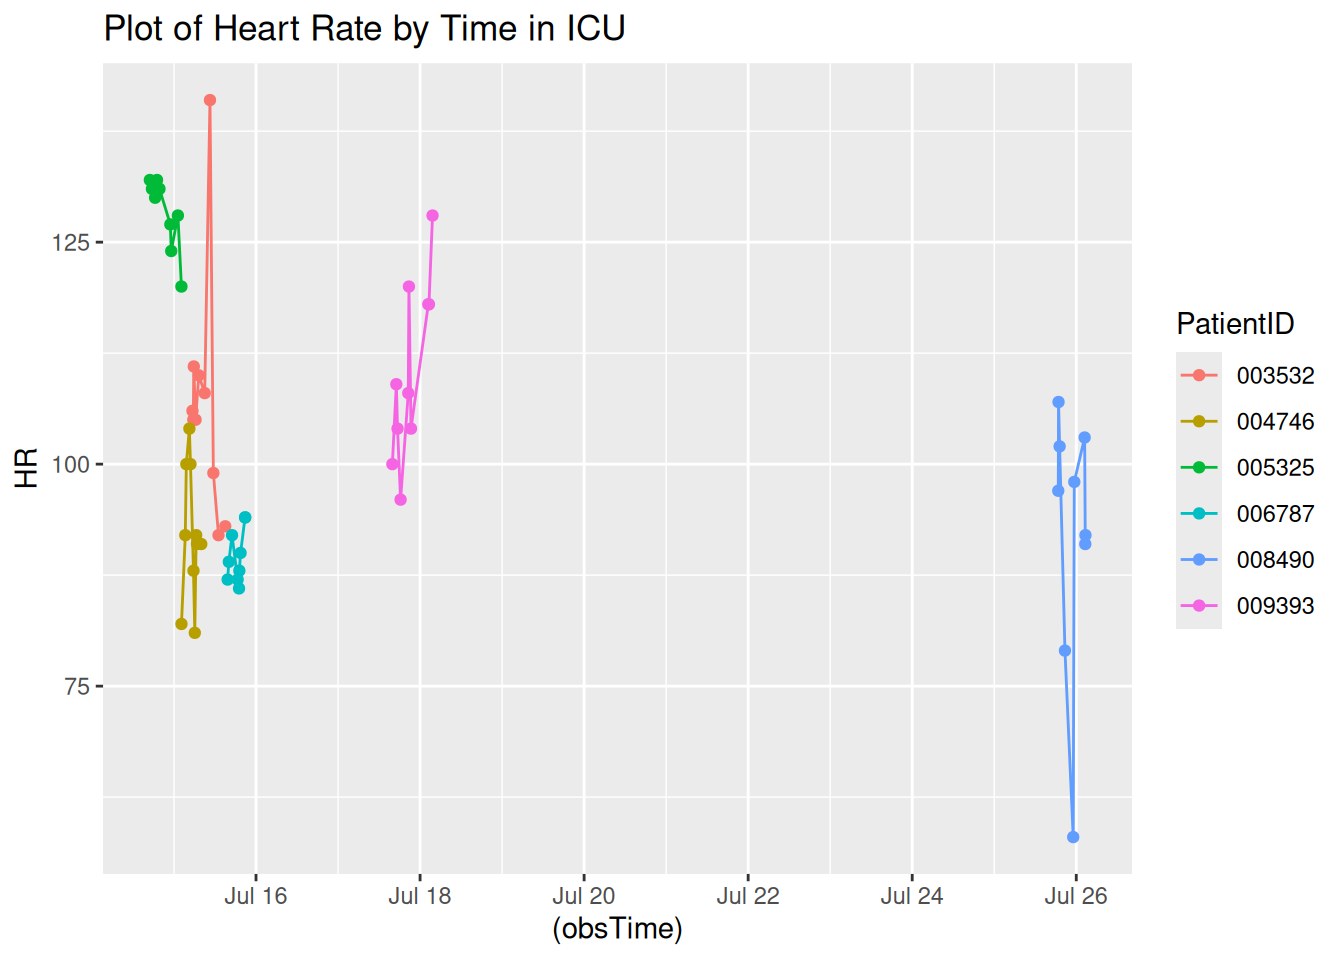 Plot of Heart Rate by Time in ICU
125
100
75
HR
Jul 16 Jul 18 Jul 20 Jul 22 Jul 24 Jul 26
(obsTime)
PatientID
003532
004746
005325
006787
008490
009393